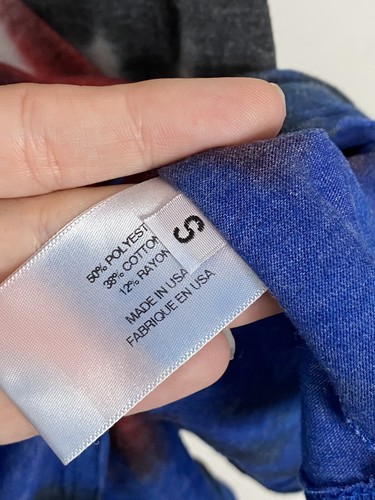 S
50% POLYEST
38% COTTON
12% RAYON
MADE IN USA
FABRIQUE EN USA